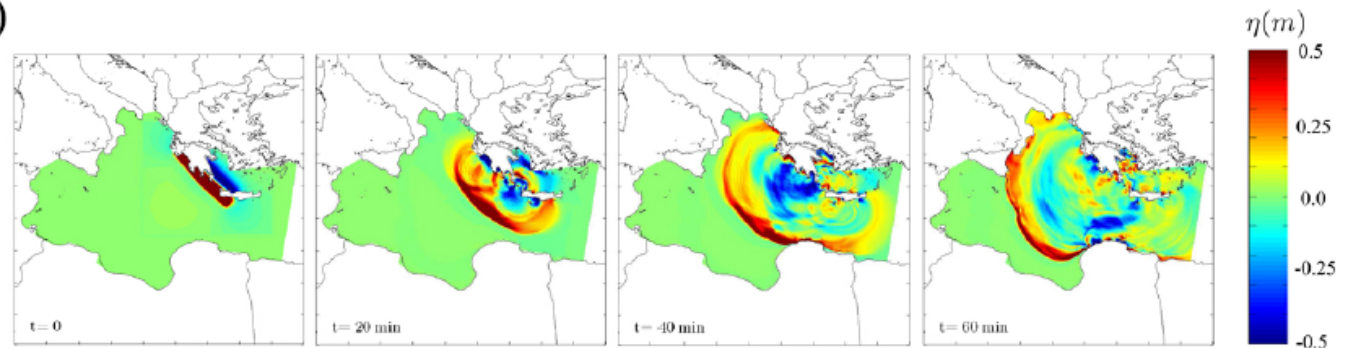 )
η(m)
0.5
0.25
0.0
-0.25
-0.5
t= 0
t= 20 min
t= 40 min
t= 60 min